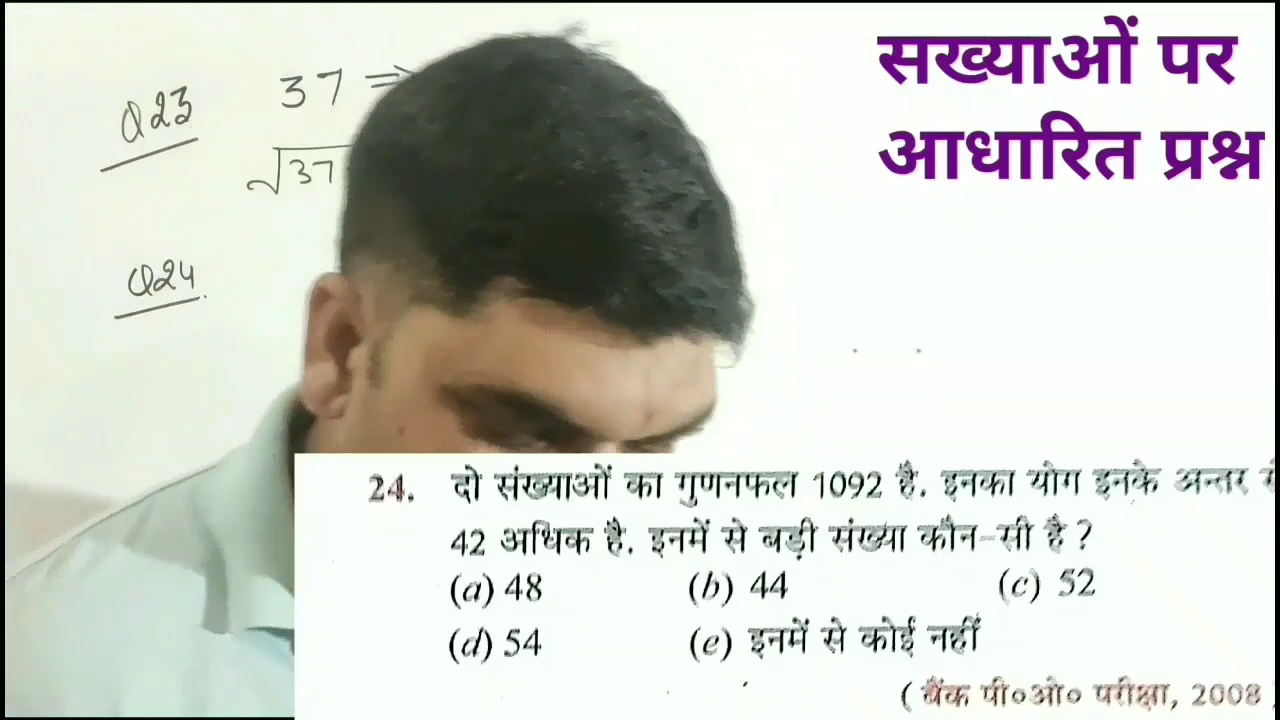 सख्याओं पर
आधारित प्रश्न
Q23 37 ⇒
√37
Q24.
24. दो संख्याओं का गुणनफल 1092 है. इनका योग इनके अन्तर
42 अधिक है. इनमें से बड़ी संख्या कौन-सी है ?
(a) 48 (b) 44 (c) 52
(d) 54 (e) इनमें से कोई नहीं
( बैंक पी०ओ० परीक्षा, 2008